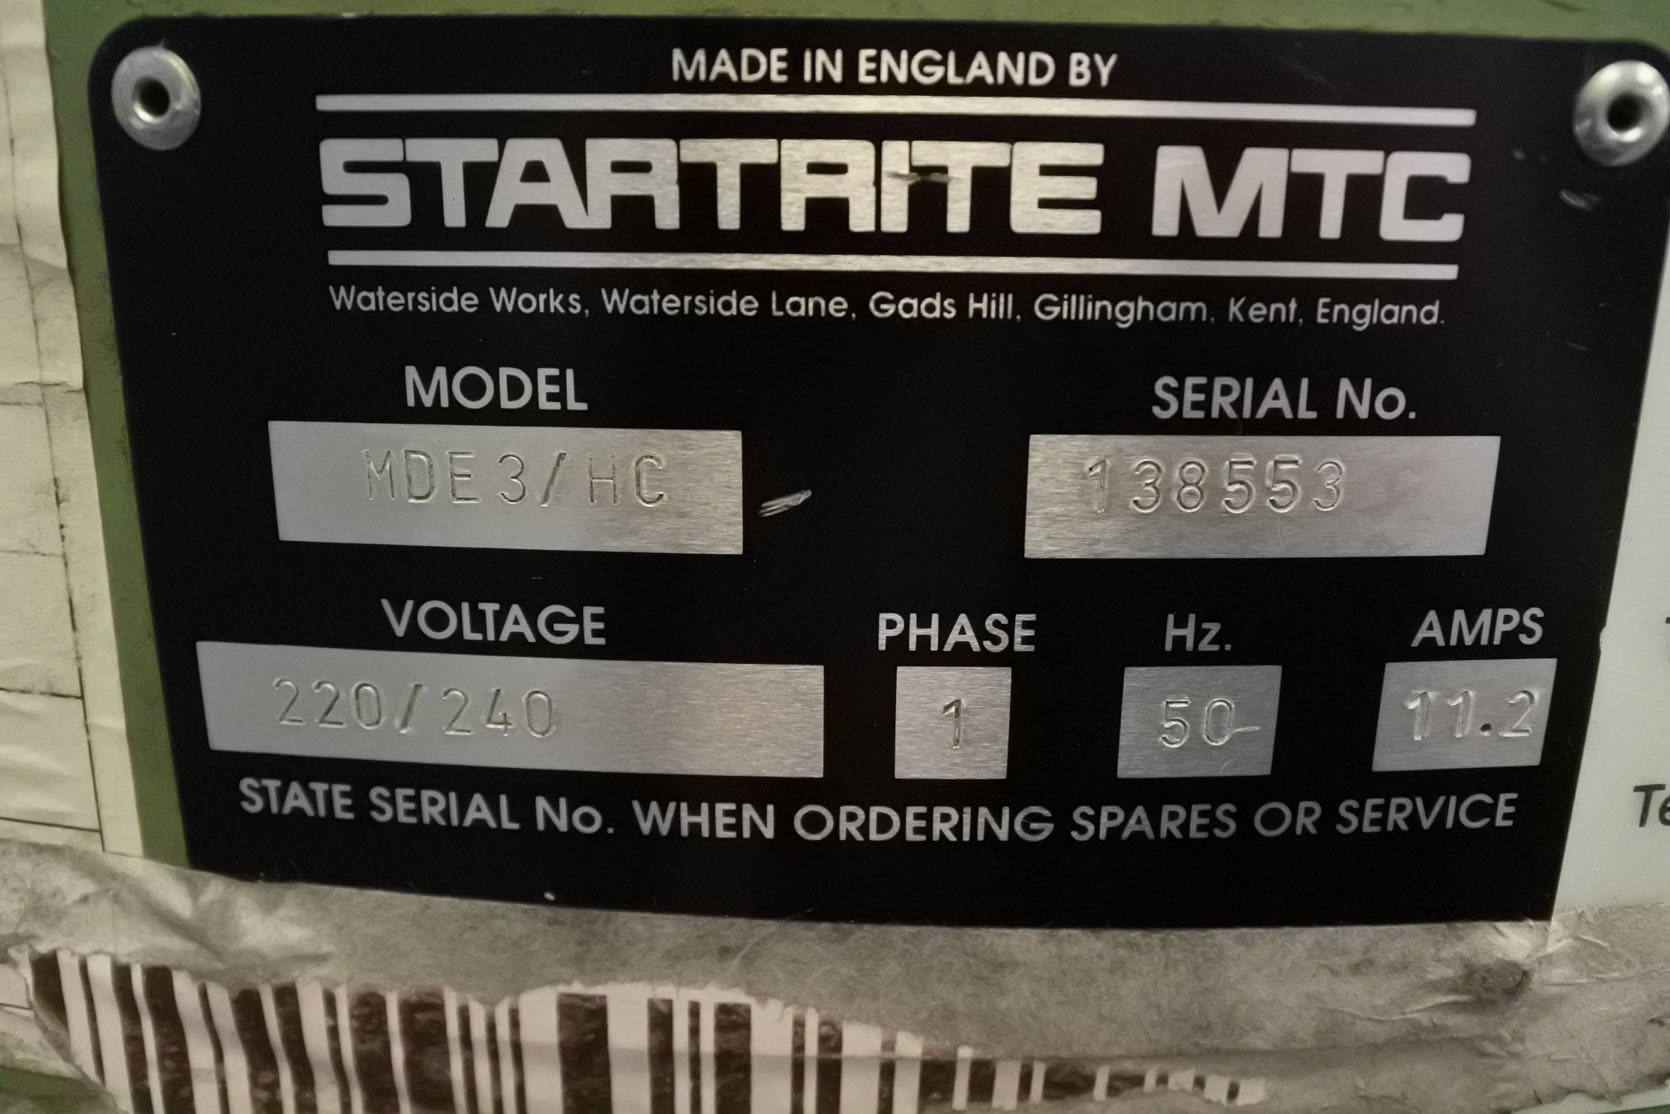 MADE IN ENGLAND BY
STARTRITE MTC
Waterside Works, Waterside Lane, Gads Hill, Gillingham, Kent, England.
MODEL SERIAL No.
MDE3/HC 138553
VOLTAGE PHASE Hz. AMPS
220/240 1 50 11.2
STATE SERIAL No. WHEN ORDERING SPARES OR SERVICE